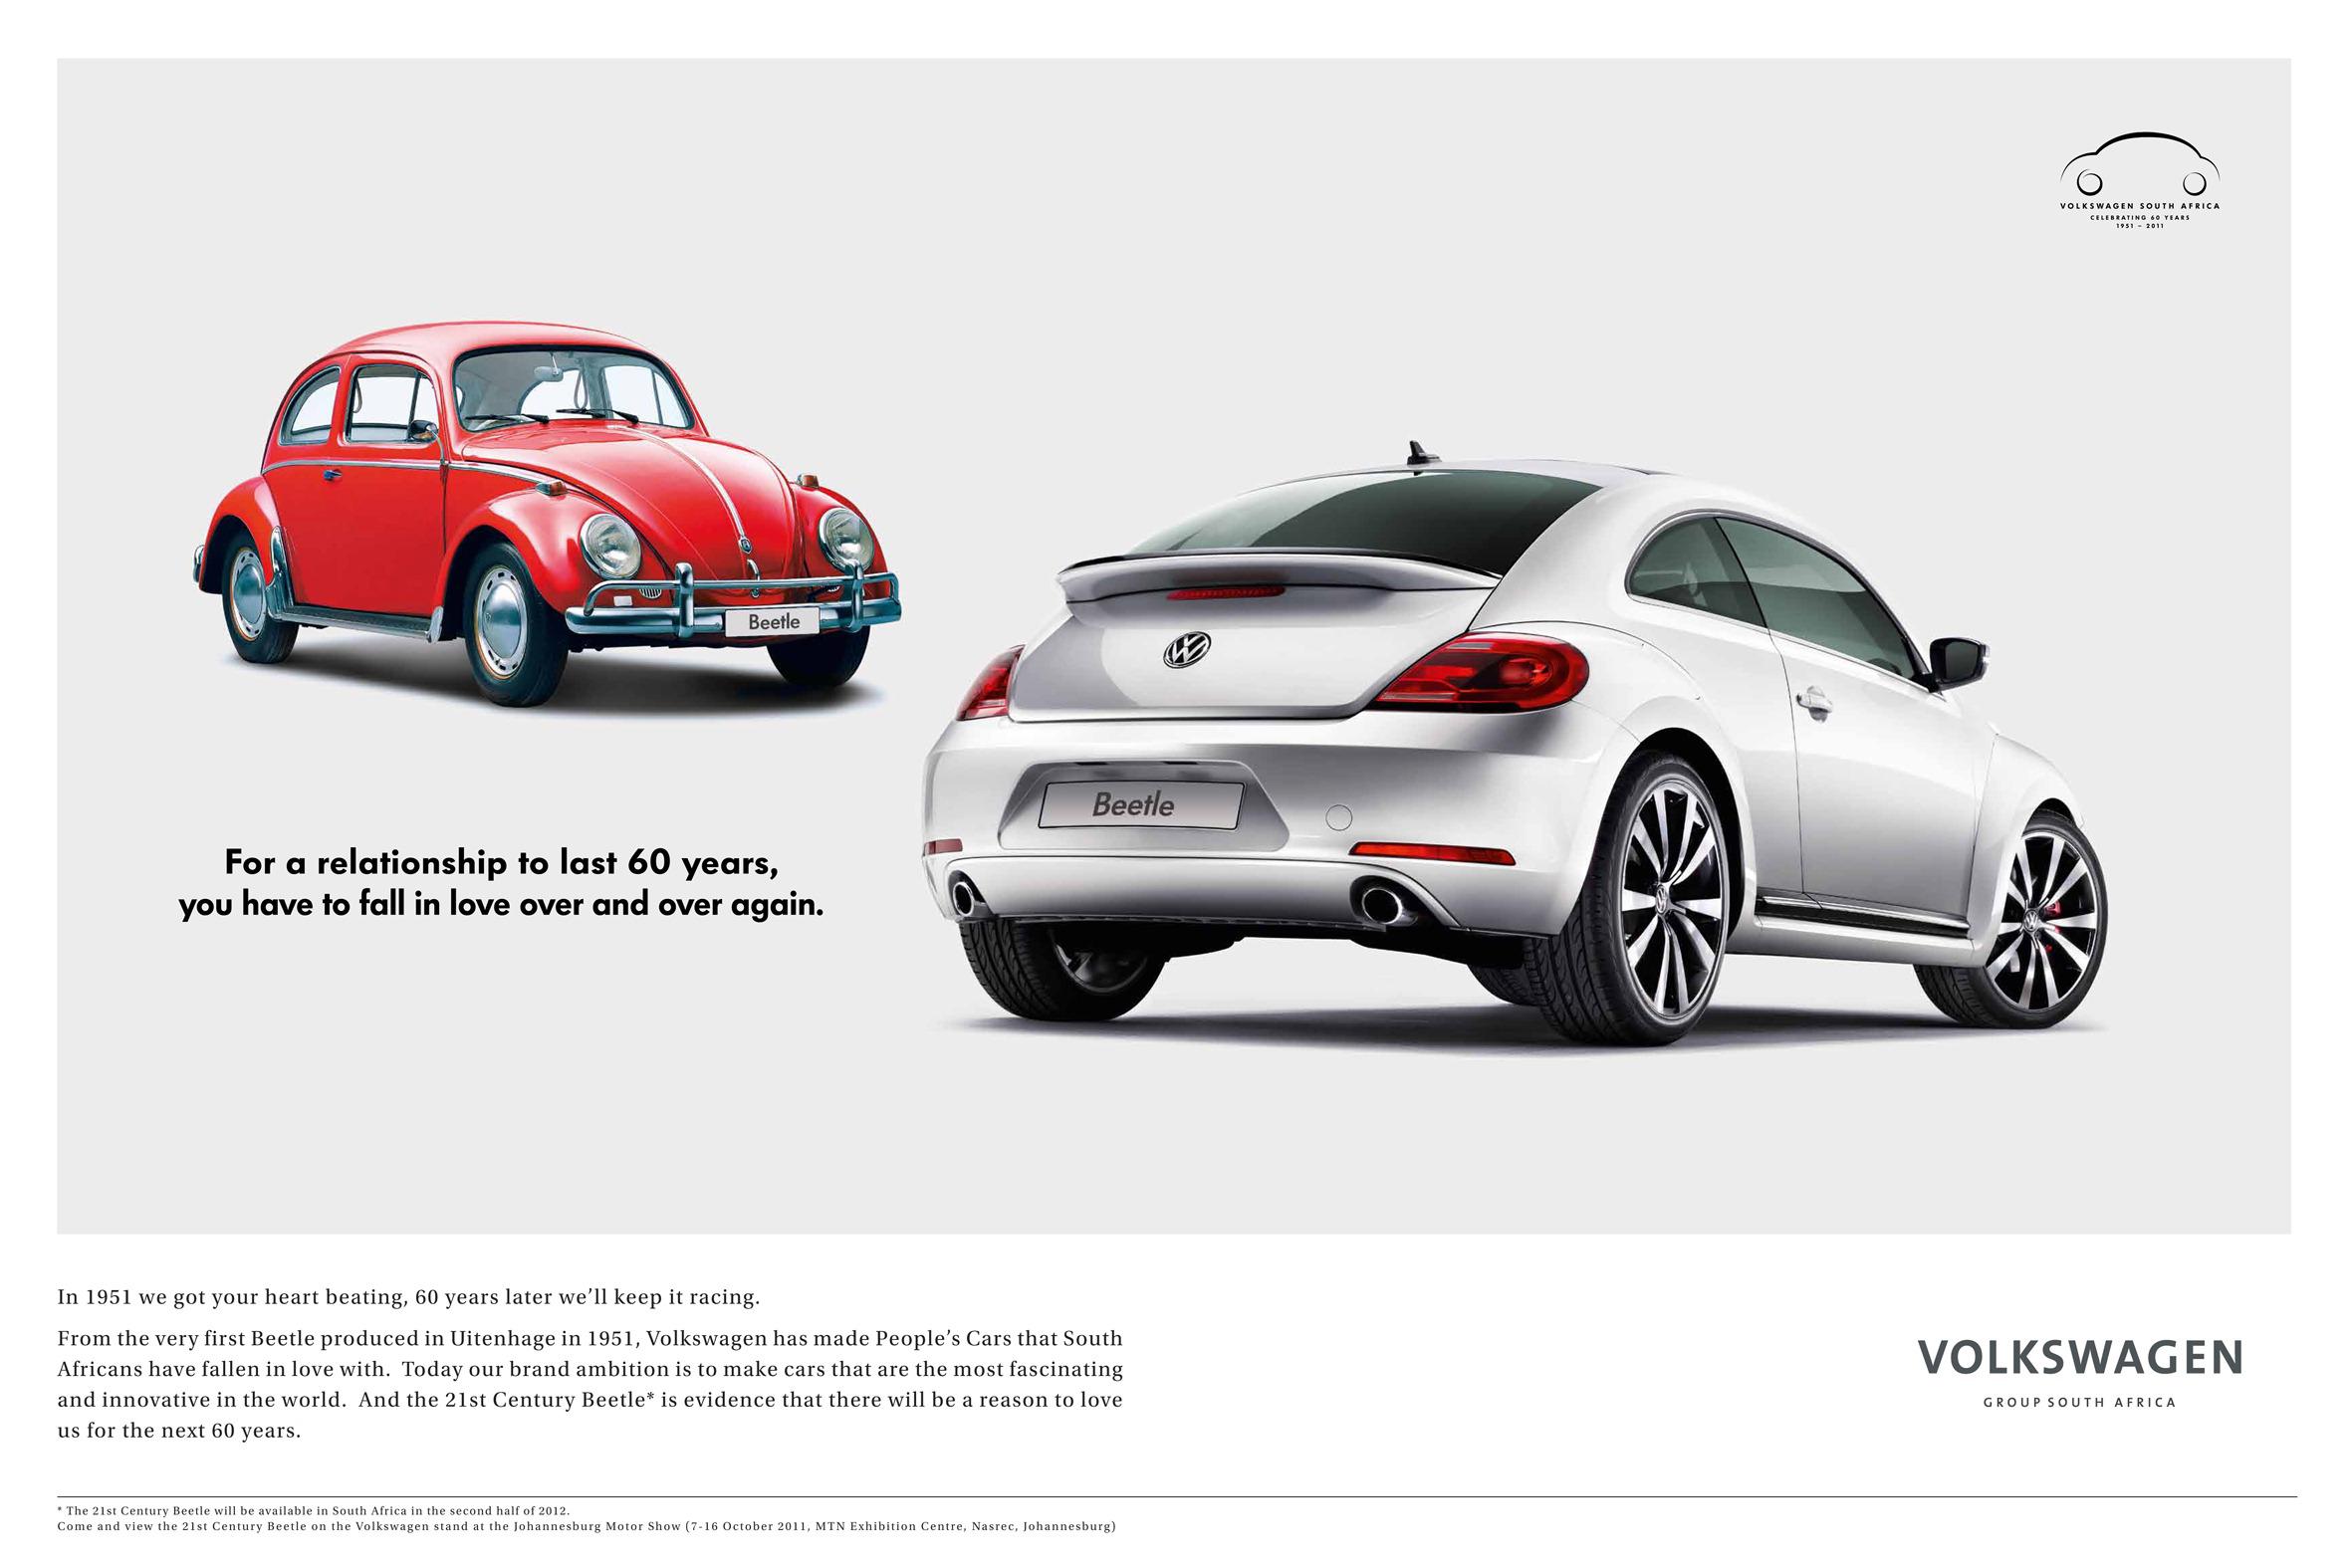 VOLKSWAGEN SOUTH AFRICA
CELEBRATING 60 YEARS
1951 – 2011
Beetle
Beetle
For a relationship to last 60 years,
you have to fall in love over and over again.
In 1951 we got your heart beating, 60 years later we’ll keep it racing.
From the very first Beetle produced in Uitenhage in 1951, Volkswagen has made People’s Cars that South
Africans have fallen in love with.  Today our brand ambition is to make cars that are the most fascinating
and innovative in the world.  And the 21st Century Beetle* is evidence that there will be a reason to love
us for the next 60 years.
VOLKSWAGEN
GROUP SOUTH AFRICA
* The 21st Century Beetle will be available in South Africa in the second half of 2012.
Come and view the 21st Century Beetle on the Volkswagen stand at the Johannesburg Motor Show (7-16 October 2011, MTN Exhibition Centre, Nasrec, Johannesburg)